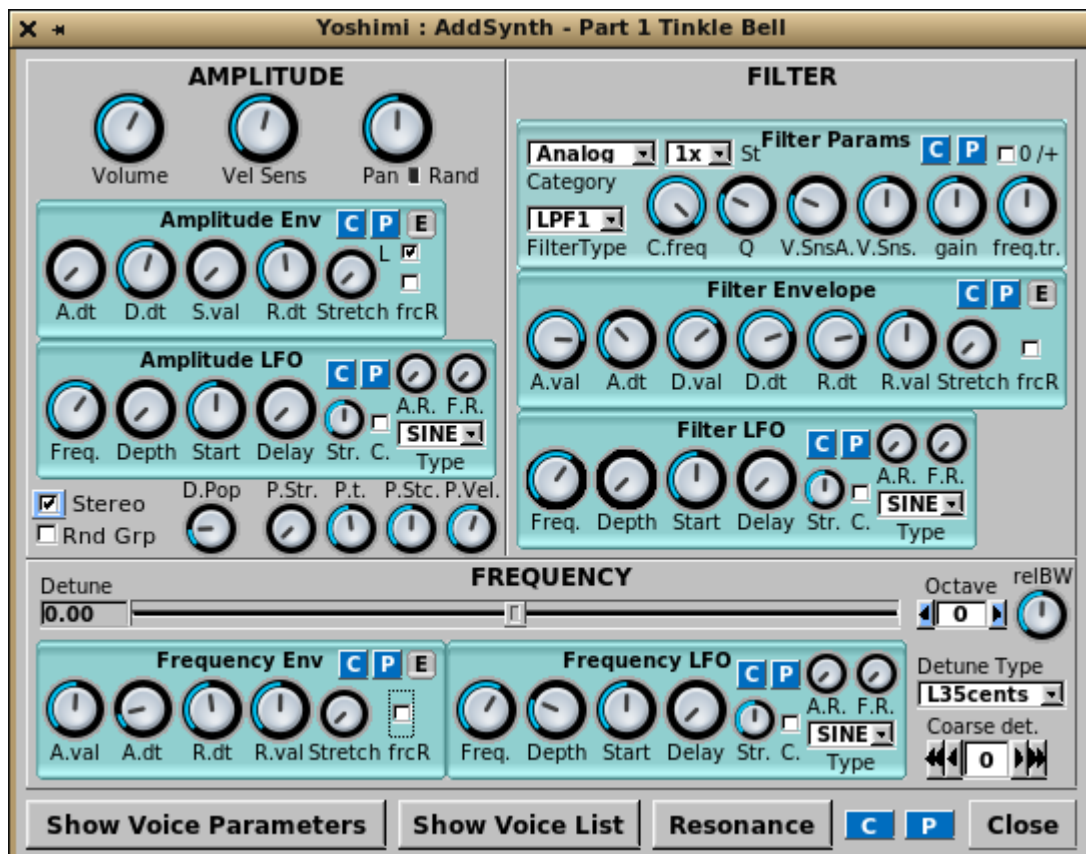 Yoshimi : AddSynth - Part 1 Tinkle Bell
AMPLITUDE
Volume Vel Sens Pan Rand
Amplitude Env C P E
L
A.dt D.dt S.val R.dt Stretch frcR
Amplitude LFO C P
A.R. F.R.
SINE
Freq. Depth Start Delay Str. C. Type
Stereo D.Pop P.Str. P.t. P.Stc. P.Vel.
Rnd Grp
FILTER
Analog 1x St Filter Params C P 0 /+
Category
LPF1
FilterType C.freq Q V.SnsA. V.Sns. gain freq.tr.
Filter Envelope C P E
A.val A.dt D.val D.dt R.dt R.val Stretch frcR
Filter LFO C P
A.R. F.R.
SINE
Freq. Depth Start Delay Str. C. Type
FREQUENCY
Detune Octave relBW
0.00 0
Frequency Env C P E
A.val A.dt R.dt R.val Stretch frcR
Frequency LFO C P
A.R. F.R.
SINE
Freq. Depth Start Delay Str. C. Type
Detune Type
L35cents
Coarse det.
0
Show Voice Parameters Show Voice List Resonance C P Close